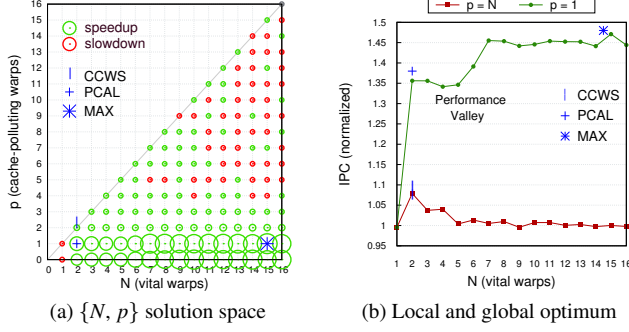 16
15
14
13
12
11
10
9
8
7
6
5
4
3
2
1
0
p (cache-polluting warps)
speedup
slowdown
CCWS
PCAL
MAX
0 1 2 3 4 5 6 7 8 9 10 11 12 13 14 15 16
N (vital warps)
(a) {N, p} solution space
p = N p = 1
1.5
1.45
1.4
1.35
1.3
1.25
1.2
1.15
1.1
1.05
1
0.95
IPC (normalized)
Performance
Valley
CCWS
PCAL
MAX
1 2 3 4 5 6 7 8 9 10 11 12 13 14 15 16
N (vital warps)
(b) Local and global optimum